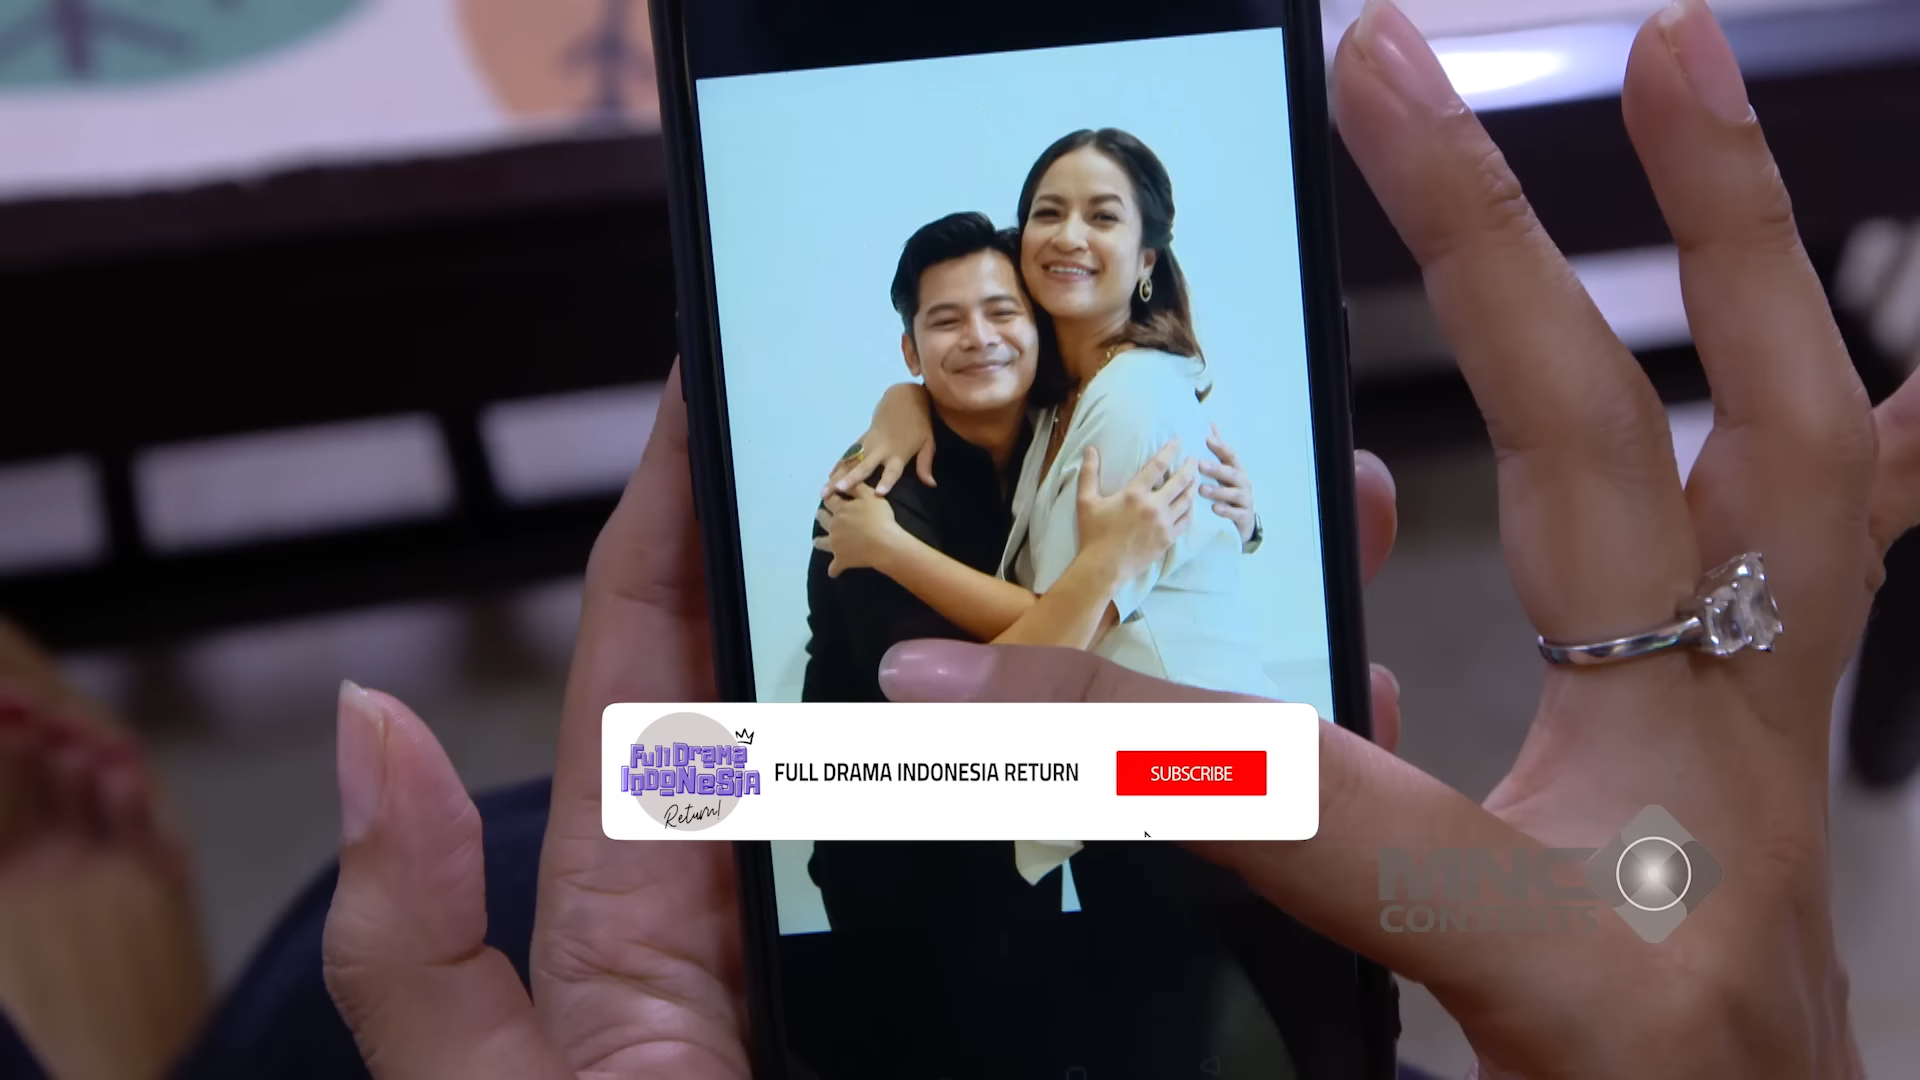 Full Drama
Indonesia
Return!
FULL DRAMA INDONESIA RETURN
SUBSCRIBE
MNC
CONTENTS